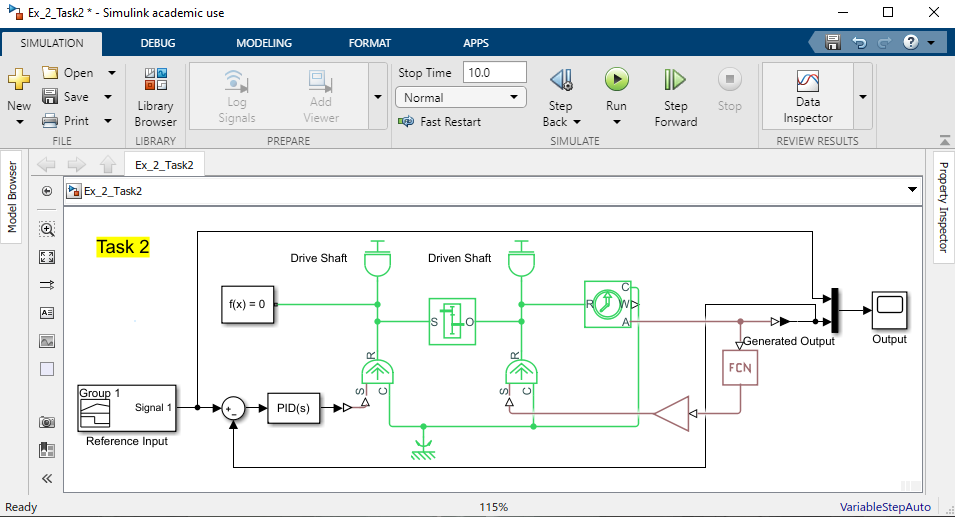 Ex_2_Task2 * - Simulink academic use
SIMULATION DEBUG MODELING FORMAT APPS
New
Open
Save
Print
FILE
Library
Browser
LIBRARY
Log
Signals
Add
Viewer
PREPARE
Stop Time 10.0
Normal
Fast Restart
Step
Back
Run
Step
Forward
Stop
SIMULATE
Data
Inspector
REVIEW RESULTS
Model Browser
Ex_2_Task2
Ex_2_Task2
Property Inspector
Task 2
Drive Shaft
Driven Shaft
f(x) = 0
S O
R C W A
Generated Output
Output
R S C
R S C
FCN
Group 1
Signal 1
Reference Input
+
-
PID(s)
Ready 115% VariableStepAuto